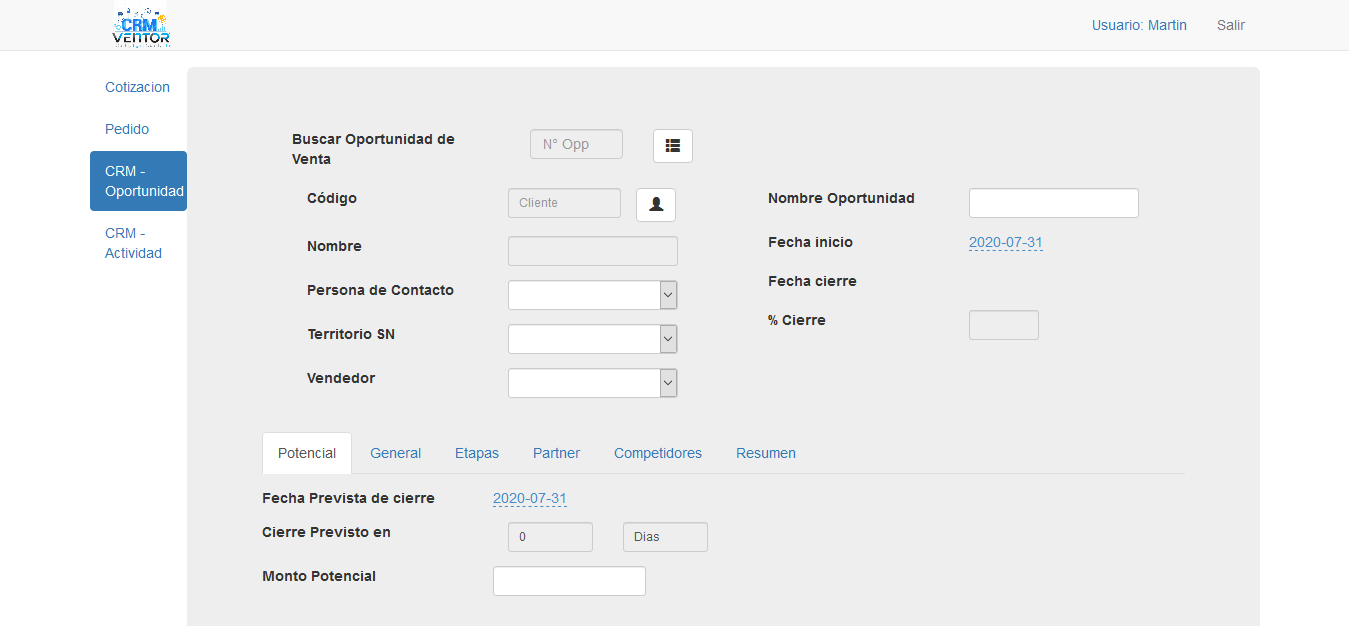 CRM
VENTOR
Usuario: Martin
Salir
Cotizacion
Pedido
CRM -
Oportunidad
CRM -
Actividad
Buscar Oportunidad de
Venta
N° Opp
Código
Cliente
Nombre
Persona de Contacto
Territorio SN
Vendedor
Nombre Oportunidad
Fecha inicio
2020-07-31
Fecha cierre
% Cierre
Potencial
General
Etapas
Partner
Competidores
Resumen
Fecha Prevista de cierre
2020-07-31
Cierre Previsto en
0
Dias
Monto Potencial